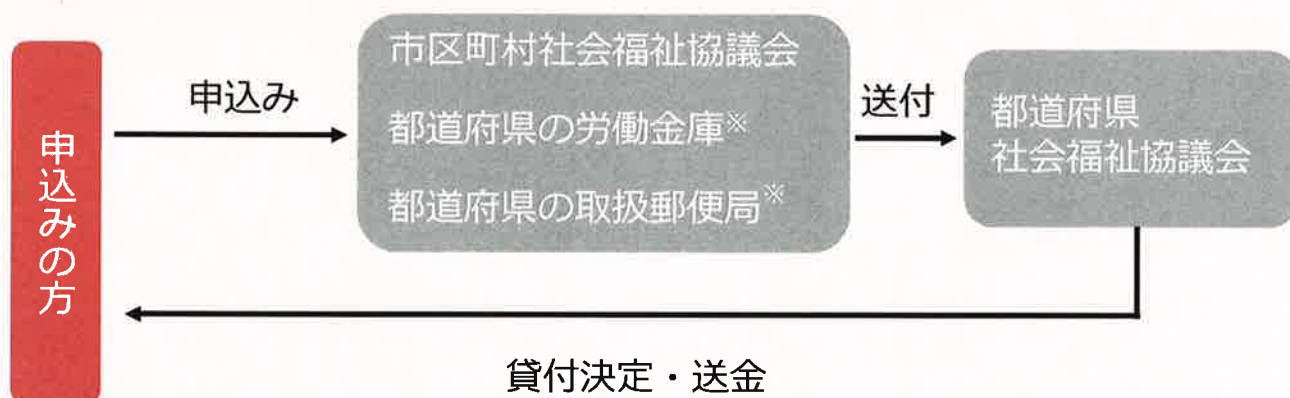 申込みの方
申込み
市区町村社会福祉協議会
都道府県の労働金庫※
都道府県の取扱郵便局※
送付
都道府県
社会福祉協議会
貸付決定・送金